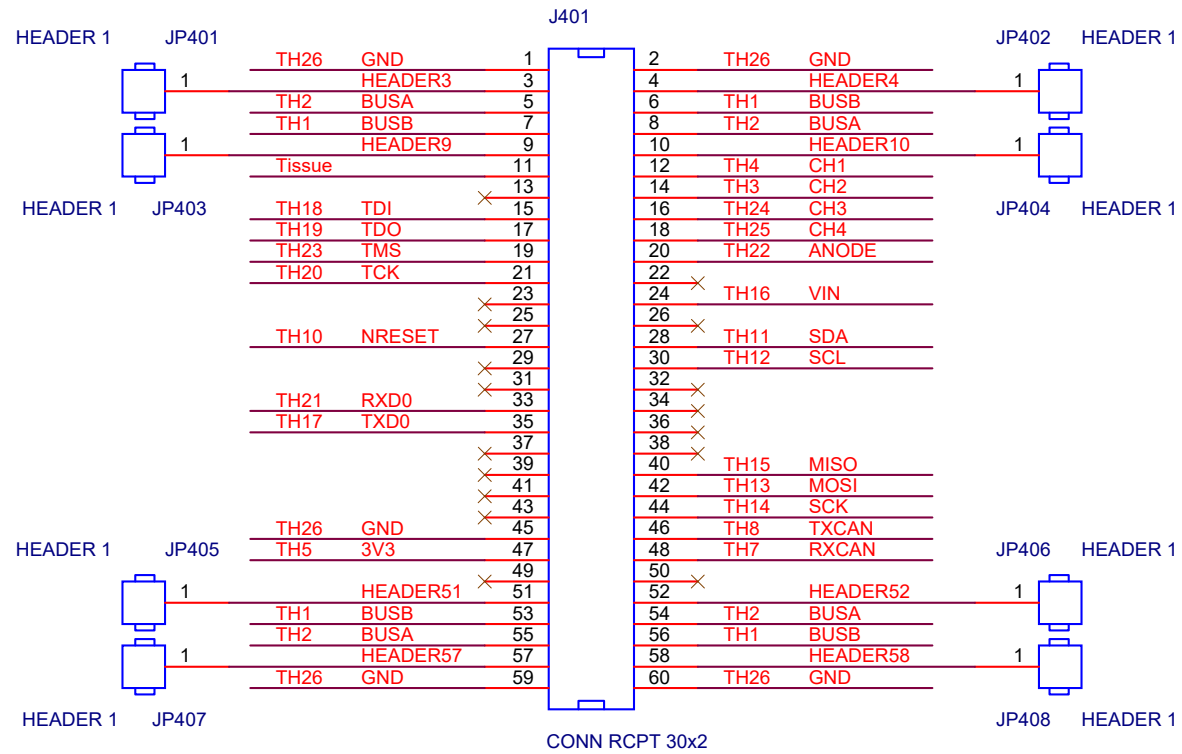 J401
HEADER 1 JP401 JP402 HEADER 1
TH26 GND 1 2 TH26 GND
1 HEADER3 3 4 HEADER4 1
TH2 BUSA 5 6 TH1 BUSB
TH1 BUSB 7 8 TH2 BUSA
1 HEADER9 9 10 HEADER10 1
Tissue 11 12 TH4 CH1
13 14 TH3 CH2
HEADER 1 JP403 TH18 TDI 15 16 TH24 CH3 JP404 HEADER 1
TH19 TDO 17 18 TH25 CH4
TH23 TMS 19 20 TH22 ANODE
TH20 TCK 21 22
23 24 TH16 VIN
25 26
TH10 NRESET 27 28 TH11 SDA
29 30 TH12 SCL
31 32
TH21 RXD0 33 34
TH17 TXD0 35 36
37 38
39 40 TH15 MISO
41 42 TH13 MOSI
43 44 TH14 SCK
TH26 GND 45 46 TH8 TXCAN
HEADER 1 JP405 TH5 3V3 47 48 TH7 RXCAN JP406 HEADER 1
49 50
1 HEADER51 51 52 HEADER52 1
TH1 BUSB 53 54 TH2 BUSA
TH2 BUSA 55 56 TH1 BUSB
1 HEADER57 57 58 HEADER58 1
TH26 GND 59 60 TH26 GND
HEADER 1 JP407 JP408 HEADER 1
CONN RCPT 30x2